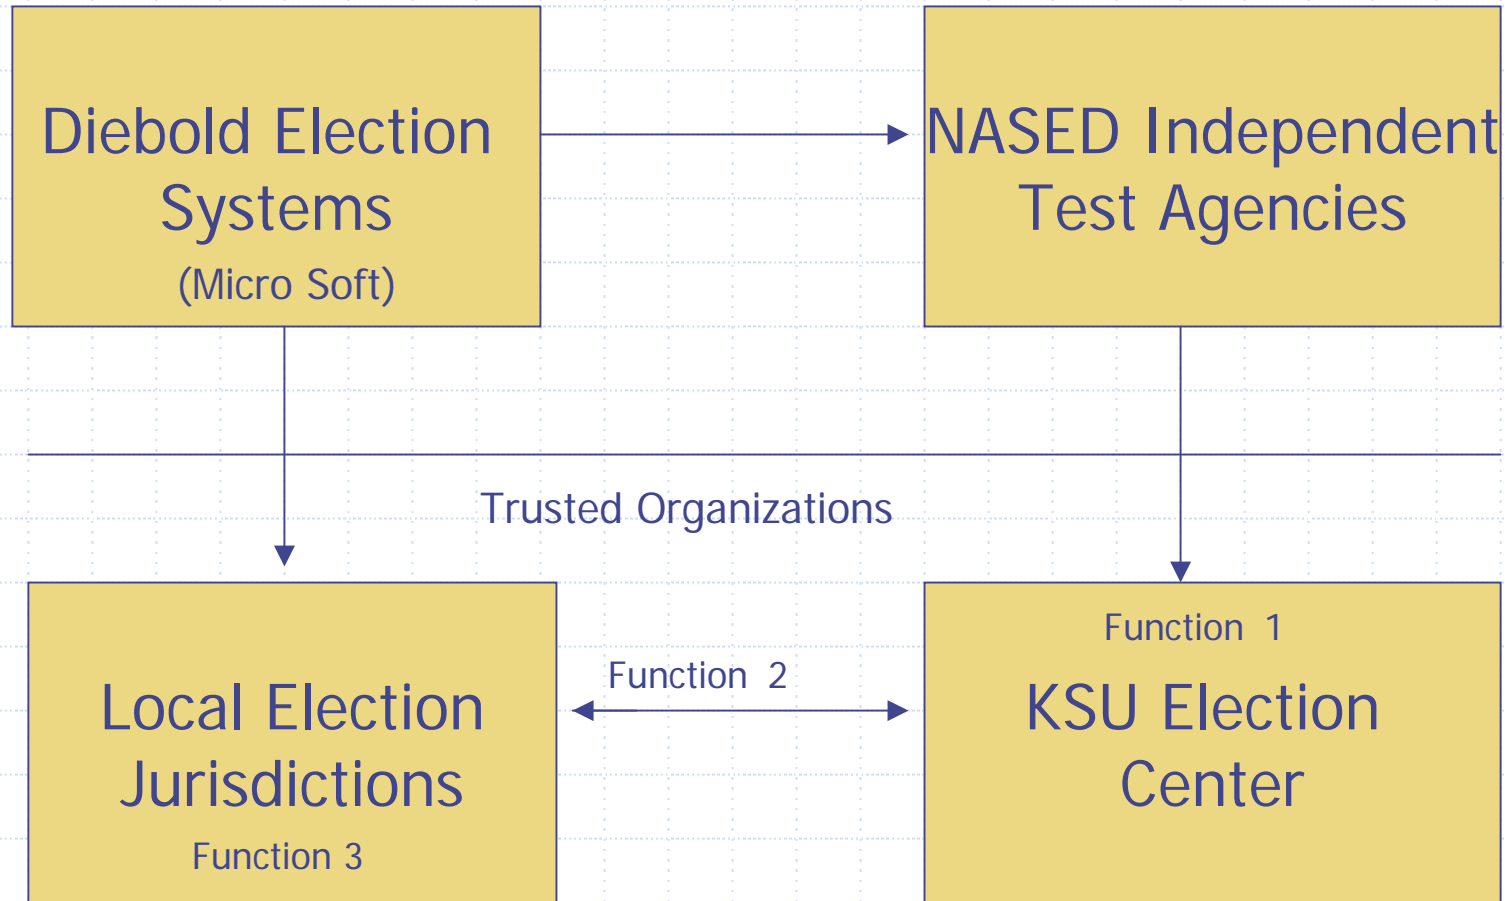 Diebold Election
Systems
(Micro Soft)
NASED Independent
Test Agencies
Trusted Organizations
Local Election
Jurisdictions
Function 3
Function 2
Function 1
KSU Election
Center